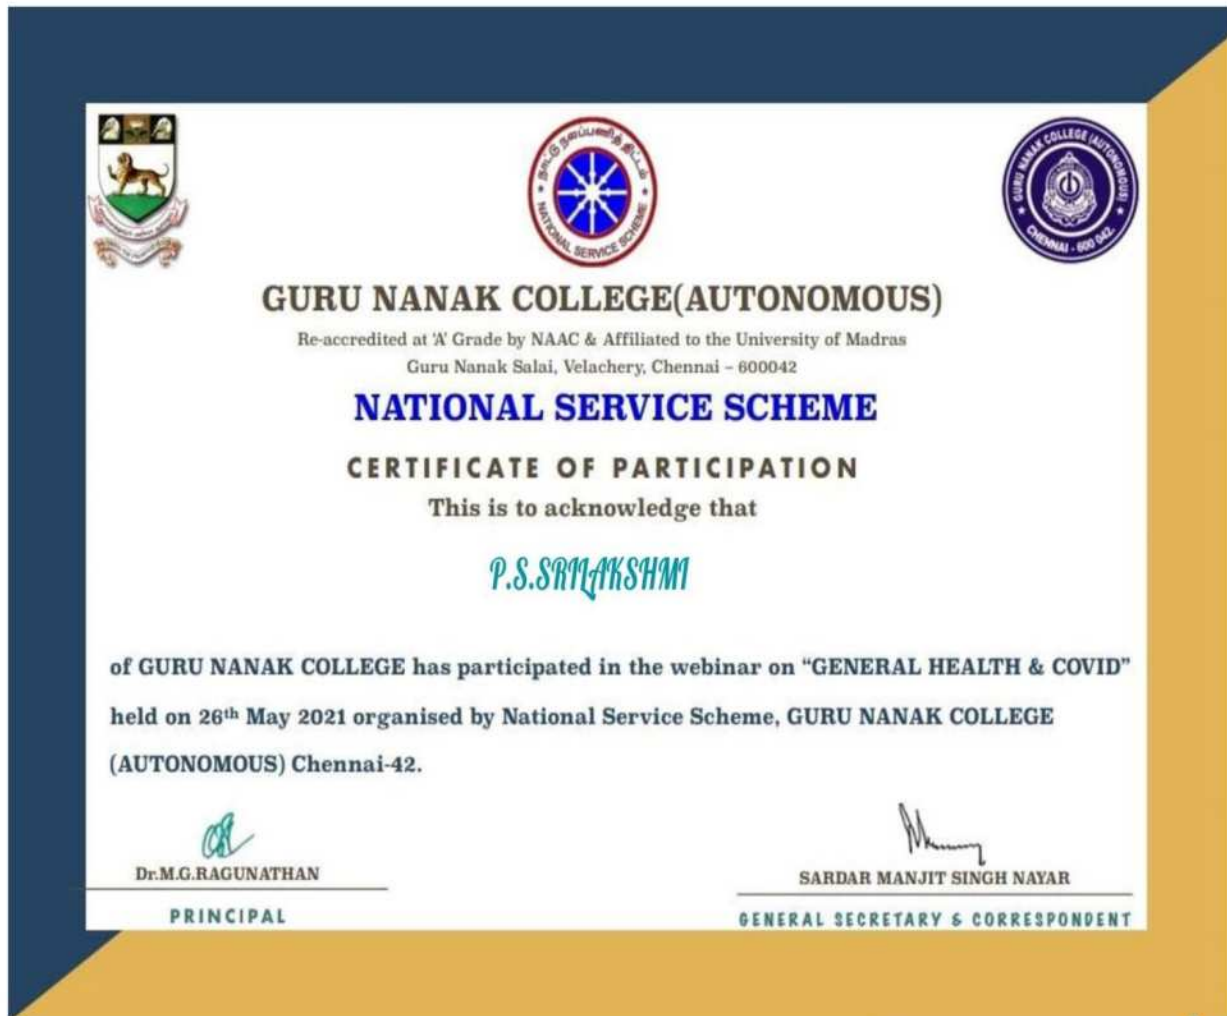 நாட்டு நலப்பணித் திட்டம்
NATIONAL SERVICE SCHEME
GURU NANAK COLLEGE (AUTONOMOUS)
CHENNAI - 600 042.
GURU NANAK COLLEGE(AUTONOMOUS)
Re-accredited at 'A' Grade by NAAC & Affiliated to the University of Madras
Guru Nanak Salai, Velachery, Chennai – 600042
NATIONAL SERVICE SCHEME
CERTIFICATE OF PARTICIPATION
This is to acknowledge that
P.S.SRILAKSHMI
of GURU NANAK COLLEGE has participated in the webinar on “GENERAL HEALTH & COVID”
held on 26th May 2021 organised by National Service Scheme, GURU NANAK COLLEGE
(AUTONOMOUS) Chennai-42.
Dr.M.G.RAGUNATHAN
PRINCIPAL
SARDAR MANJIT SINGH NAYAR
GENERAL SECRETARY & CORRESPONDENT